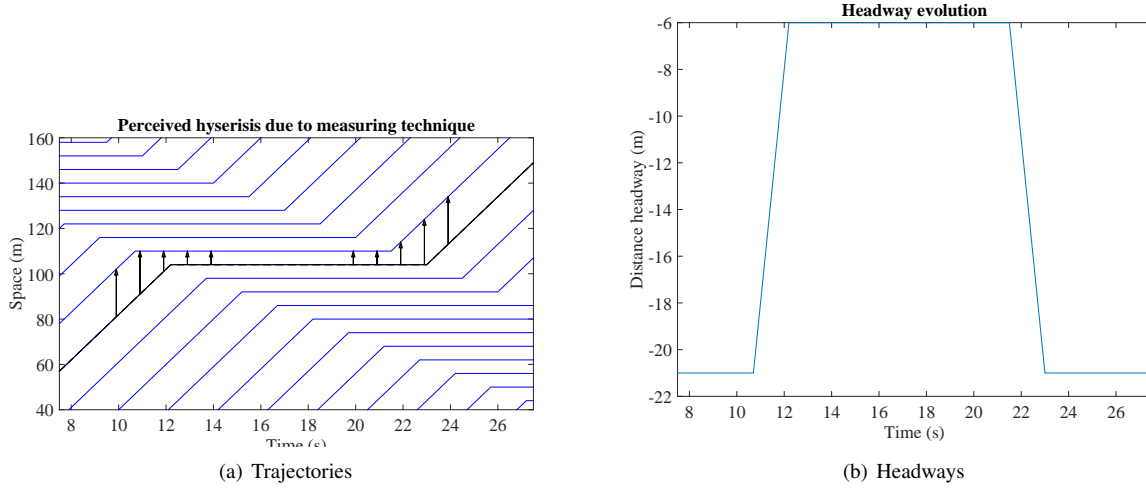 Perceived hyserisis due to measuring technique
Space (m)
160
140
120
100
80
60
40
8 10 12 14 16 18 20 22 24 26
Time (s)
(a) Trajectories
Headway evolution
Distance headway (m)
-6
-8
-10
-12
-14
-16
-18
-20
-22
8 10 12 14 16 18 20 22 24 26
Time (s)
(b) Headways